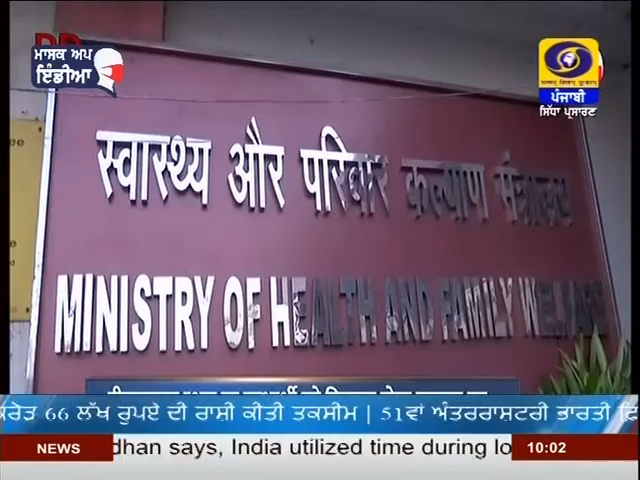 ਮਾਸਕ ਅਪ
ਇੰਡੀਆ
ਪੰਜਾਬੀ
ਸਿੱਧਾ ਪ੍ਰਸਾਰਣ
स्वास्थ्य और परिवार कल्याण मंत्रालय
MINISTRY OF HEALTH AND FAMILY WELFARE
66 ਲੱਖ ਰੁਪਏ ਦੀ ਰਾਸ਼ੀ ਕੀਤੀ ਤਕਸੀਮ | 51ਵਾਂ ਅੰਤਰਰਾਸ਼ਟਰੀ ਭਾਰਤੀ
NEWS
dhan says, India utilized time during lo
10:02